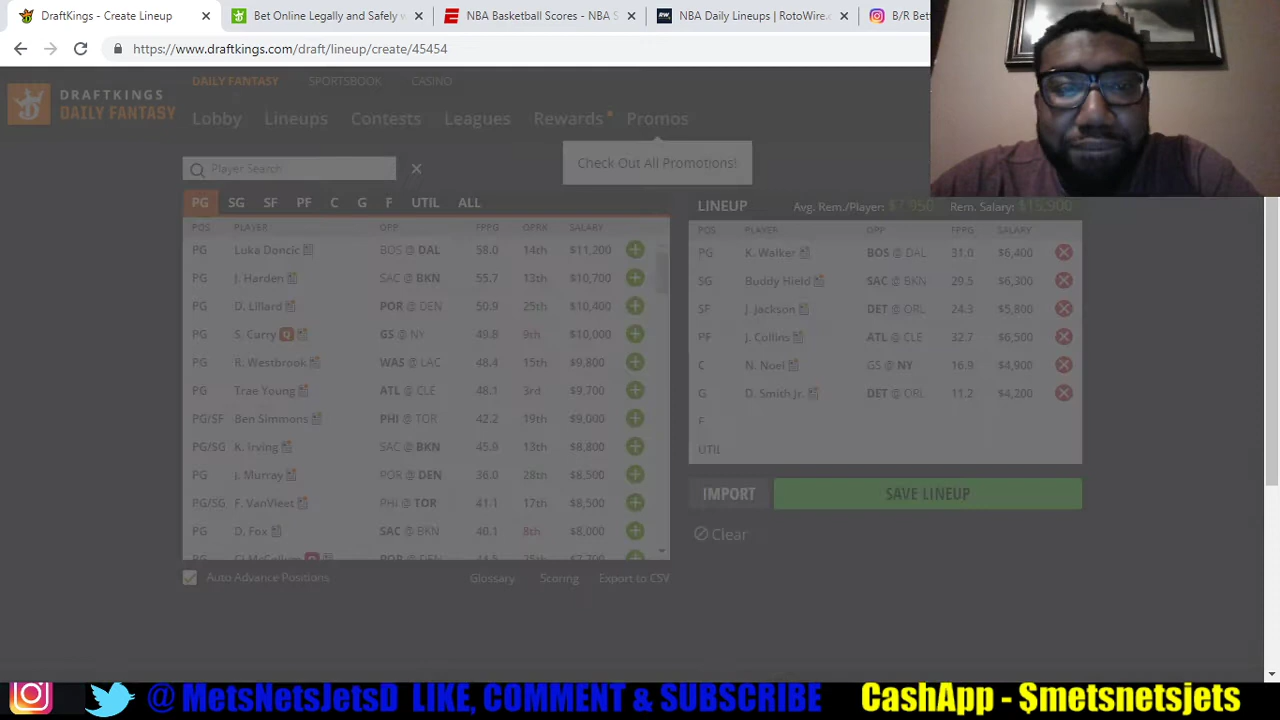 DraftKings - Create Lineup
Bet Online Legally and Safely
NBA Basketball Scores - NBA S
NBA Daily Lineups | RotoWire.c
B/R Bet
https://www.draftkings.com/draft/lineup/create/45454
DAILY FANTASY SPORTSBOOK CASINO
DRAFTKINGS
DAILY FANTASY
Lobby Lineups Contests Leagues Rewards Promos
Check Out All Promotions!
Player Search
PG SG SF PF C G F UTIL ALL
POS PLAYER OPP FPPG OPRK SALARY
PG Luka Doncic BOS @ DAL 58.0 14th $11,200
PG J. Harden SAC @ BKN 55.7 13th $10,700
PG D. Lillard POR @ DEN 50.9 25th $10,400
PG S. Curry Q GS @ NY 49.8 9th $10,000
PG R. Westbrook WAS @ LAC 48.4 15th $9,800
PG Trae Young ATL @ CLE 48.1 3rd $9,700
PG/SF Ben Simmons PHI @ TOR 42.2 19th $9,000
PG/SG K. Irving SAC @ BKN 45.9 13th $8,800
PG J. Murray POR @ DEN 36.0 28th $8,500
PG/SG F. VanVleet PHI @ TOR 41.1 17th $8,500
PG D. Fox SAC @ BKN 40.1 8th $8,000
Auto Advance Positions
Glossary Scoring Export to CSV
LINEUP Avg. Rem./Player: $7,950 Rem. Salary: $15,900
POS PLAYER OPP FPPG SALARY
PG K. Walker BOS @ DAL 31.0 $6,400
SG Buddy Hield SAC @ BKN 29.5 $6,300
SF J. Jackson DET @ ORL 24.3 $5,800
PF J. Collins ATL @ CLE 32.7 $6,500
C N. Noel GS @ NY 16.9 $4,900
G D. Smith Jr. DET @ ORL 11.2 $4,200
F
UTIL
IMPORT SAVE LINEUP
Clear
@MetsNetsJetsD LIKE, COMMENT & SUBSCRIBE CashApp - $metsnetsjets